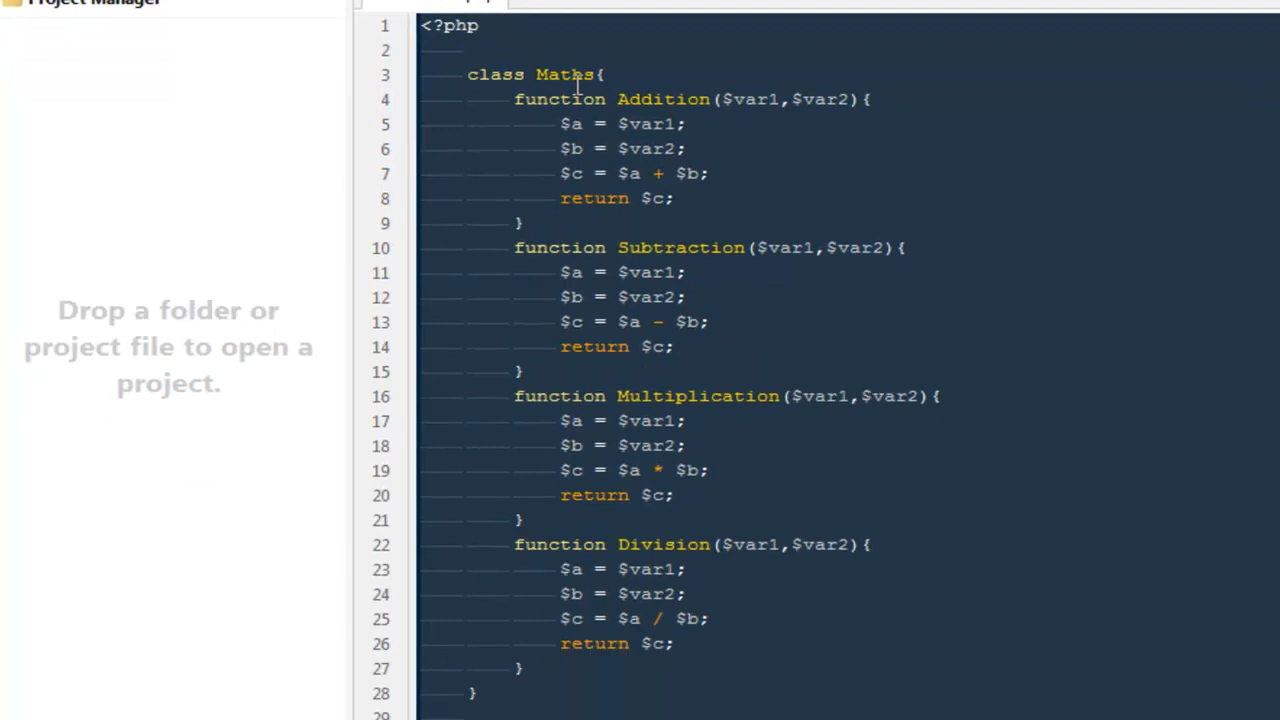 Project Manager
Drop a folder or
project file to open a
project.
1 <?php
2
3 class Maths{
4 function Addition($var1,$var2){
5 $a = $var1;
6 $b = $var2;
7 $c = $a + $b;
8 return $c;
9 }
10 function Subtraction($var1,$var2){
11 $a = $var1;
12 $b = $var2;
13 $c = $a - $b;
14 return $c;
15 }
16 function Multiplication($var1,$var2){
17 $a = $var1;
18 $b = $var2;
19 $c = $a * $b;
20 return $c;
21 }
22 function Division($var1,$var2){
23 $a = $var1;
24 $b = $var2;
25 $c = $a / $b;
26 return $c;
27 }
28 }
29